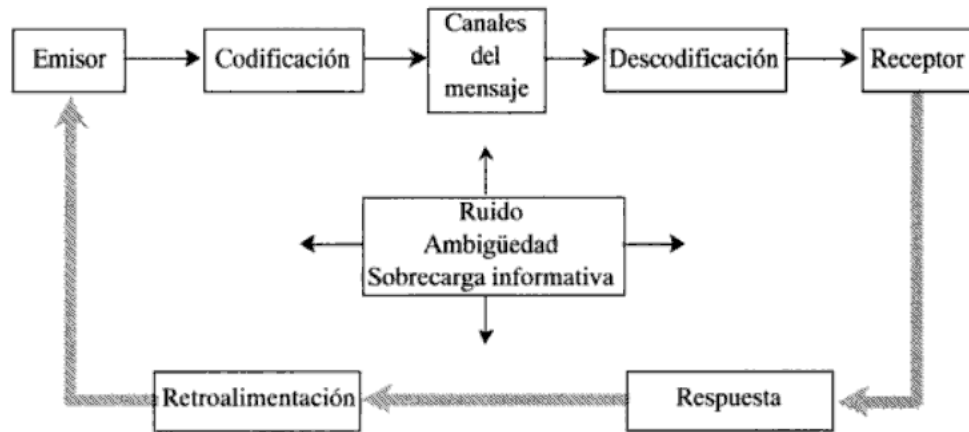 Emisor
Codificación
Canales
del
mensaje
Descodificación
Receptor
Ruido
Ambigüedad
Sobrecarga informativa
Retroalimentación
Respuesta